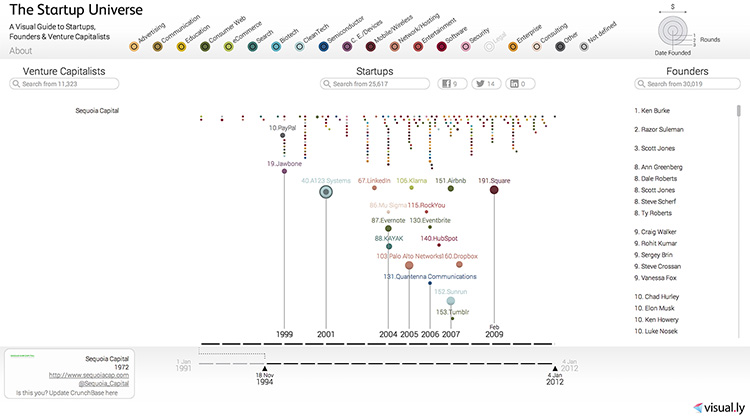 The Startup Universe
A Visual Guide to Startups,
Founders & Venture Capitalists
About
Advertising
Communication
Education
Consumer Web
eCommerce
Search
Biotech
CleanTech
Semiconductor
C. E./Devices
Mobile/Wireless
Network/Hosting
Entertainment
Software
Security
Legal
Enterprise
Consulting
Other
Not defined
$
1
2
3
Rounds
Date Founded
Venture Capitalists
Search from 11,323
Startups
Search from 25,617
9
14
0
Founders
Search from 30,019
Sequoia Capital
10.PayPal
19.Jawbone
40.A123 Systems
67.LinkedIn
105.Klarna
151.Airbnb
191.Square
86.Mu Sigma
115.RockYou
87.Evernote
130.Eventbrite
88.KAYAK
140.HubSpot
103.Palo Alto Networks
160.Dropbox
131.Quantenna Communications
152.Sunrun
153.Tumblr
1999
2001
2004
2005
2006
2007
Feb
2009
1. Ken Burke
2. Razor Suleman
3. Scott Jones
8. Ann Greenberg
8. Dale Roberts
8. Scott Jones
8. Steve Scherf
8. Ty Roberts
9. Craig Walker
9. Rohit Kumar
9. Sergey Brin
9. Steve Crossan
9. Vanessa Fox
10. Chad Hurley
10. Elon Musk
10. Ken Howery
10. Luke Nosek
Sequoia Capital
1972
http://www.sequoiacap.com
@Sequoia_Capital
Is this you? Update CrunchBase here
1 Jan
1991
18 Nov
1994
4 Jan
2012
4 Jan
2012
visual.ly